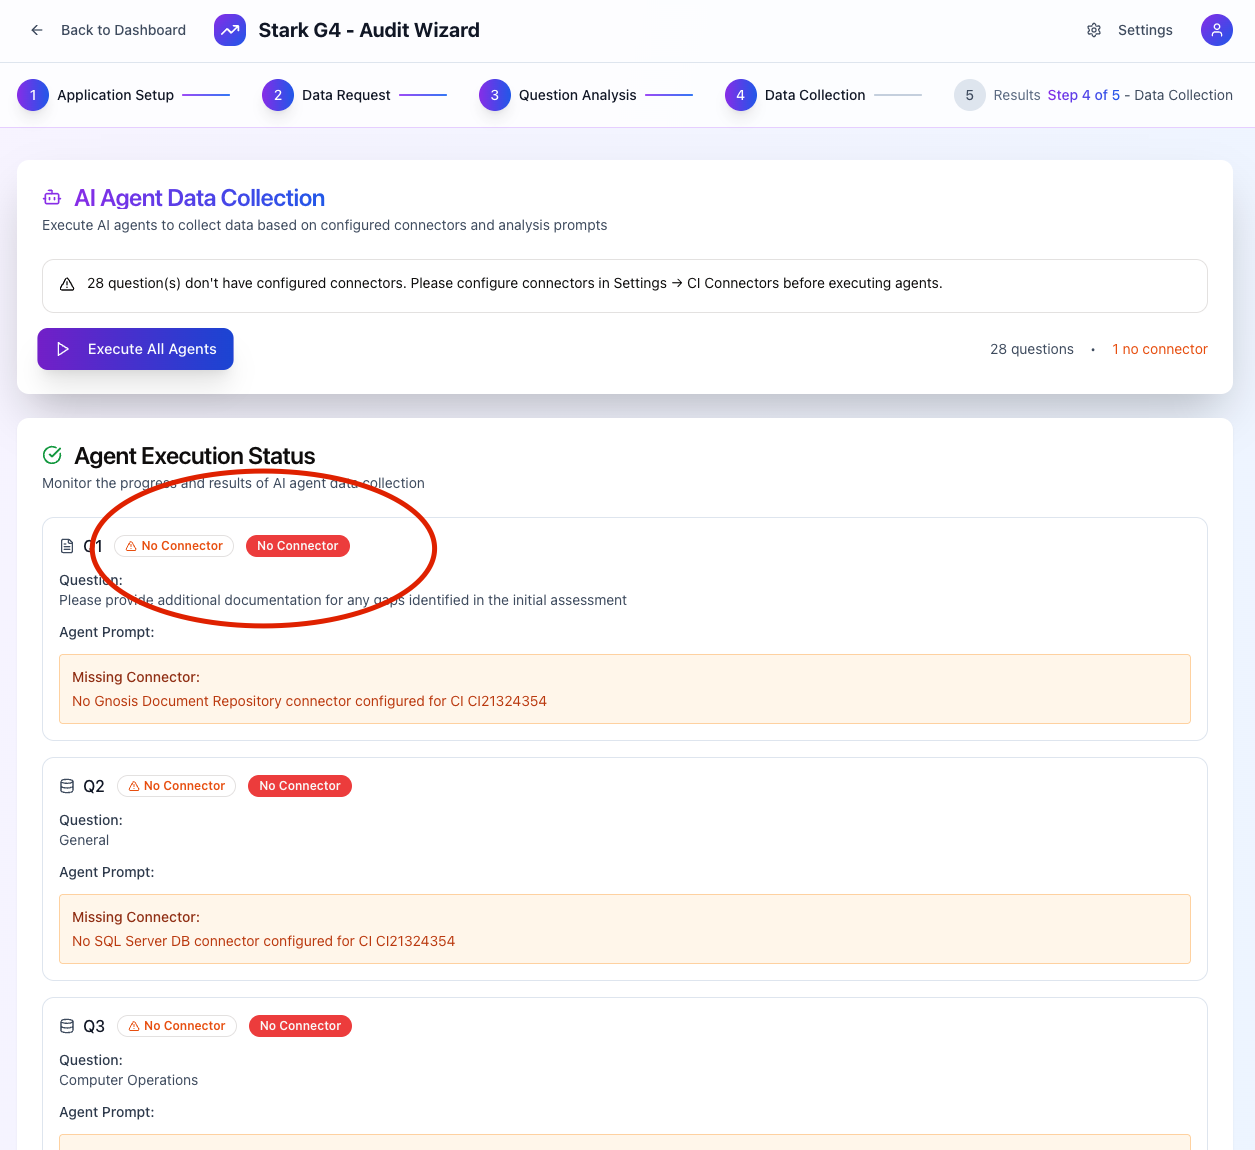 Back to Dashboard
Stark G4 - Audit Wizard
Settings
1 Application Setup
2 Data Request
3 Question Analysis
4 Data Collection
5 Results
Step 4 of 5 - Data Collection
AI Agent Data Collection
Execute AI agents to collect data based on configured connectors and analysis prompts
28 question(s) don't have configured connectors. Please configure connectors in Settings → CI Connectors before executing agents.
Execute All Agents
28 questions • 1 no connector
Agent Execution Status
Monitor the progress and results of AI agent data collection
Q1 No Connector No Connector
Question:
Please provide additional documentation for any gaps identified in the initial assessment
Agent Prompt:
Missing Connector:
No Gnosis Document Repository connector configured for CI CI21324354
Q2 No Connector No Connector
Question:
General
Agent Prompt:
Missing Connector:
No SQL Server DB connector configured for CI CI21324354
Q3 No Connector No Connector
Question:
Computer Operations
Agent Prompt: